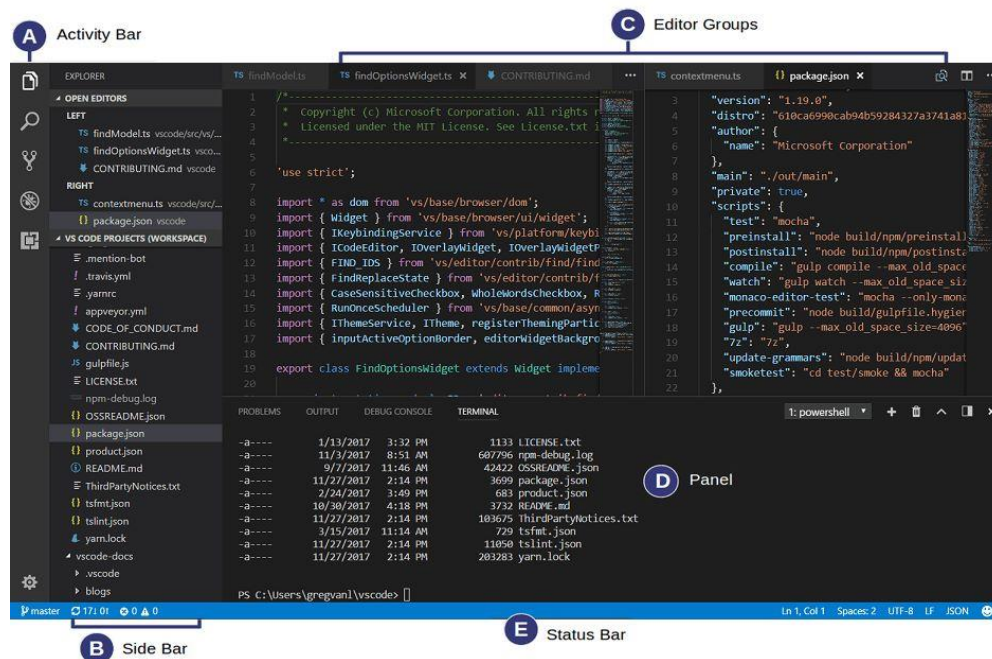 A Activity Bar
C Editor Groups
EXPLORER
OPEN EDITORS
LEFT
TS findModel.ts vscode/src/vs/...
TS findOptionsWidget.ts vsco...
CONTRIBUTING.md vscode
RIGHT
TS contextmenu.ts vscode/src/...
{} package.json vscode
VS CODE PROJECTS (WORKSPACE)
.mention-bot
! .travis.yml
.yarnrc
! appveyor.yml
CODE_OF_CONDUCT.md
CONTRIBUTING.md
JS gulpfile.js
LICENSE.txt
npm-debug.log
{} OSSREADME.json
{} package.json
{} product.json
README.md
ThirdPartyNotices.txt
{} tsfmt.json
{} tslint.json
yarn.lock
vscode-docs
.vscode
blogs
TS findModel.ts TS findOptionsWidget.ts × CONTRIBUTING.md ...
1 /*-----------------------------------------------
2 * Copyright (c) Microsoft Corporation. All rights r
3 * Licensed under the MIT License. See License.txt i
4 *-----------------------------------------------
5
6 'use strict';
7
8 import * as dom from 'vs/base/browser/dom';
9 import { Widget } from 'vs/base/browser/ui/widget';
10 import { IKeybindingService } from 'vs/platform/keybi
11 import { ICodeEditor, IOverlayWidget, IOverlayWidgetP
12 import { FIND_IDS } from 'vs/editor/contrib/find/find
13 import { FindReplaceState } from 'vs/editor/contrib/f
14 import { CaseSensitiveCheckbox, WholeWordsCheckbox, R
15 import { RunOnceScheduler } from 'vs/base/common/asyn
16 import { IThemeService, ITheme, registerThemingPartic
17 import { inputActiveOptionBorder, editorWidgetBackgro
18
19 export class FindOptionsWidget extends Widget impleme
20
TS contextmenu.ts {} package.json × ...
3 "version": "1.19.0",
4 "distro": "610ca6990cab94b59284327a3741a81
5 "author": {
6 "name": "Microsoft Corporation"
7 },
8 "main": "./out/main",
9 "private": true,
10 "scripts": {
11 "test": "mocha",
12 "preinstall": "node build/npm/preinstall
13 "postinstall": "node build/npm/postinsta
14 "compile": "gulp compile --max_old_space
15 "watch": "gulp watch --max_old_space_siz
16 "monaco-editor-test": "mocha --only-mona
17 "precommit": "node build/gulpfile.hygien
18 "gulp": "gulp --max_old_space_size=4096"
19 "7z": "7z",
20 "update-grammars": "node build/npm/updat
21 "smoketest": "cd test/smoke && mocha"
22 },
PROBLEMS OUTPUT DEBUG CONSOLE TERMINAL 1: powershell
-a---- 1/13/2017 3:32 PM 1133 LICENSE.txt
-a---- 11/3/2017 8:51 AM 607796 npm-debug.log
-a---- 9/7/2017 11:46 AM 42422 OSSREADME.json
-a---- 11/27/2017 2:14 PM 3699 package.json
-a---- 2/24/2017 3:49 PM 683 product.json
-a---- 10/30/2017 4:18 PM 3732 README.md
-a---- 11/27/2017 2:14 PM 103675 ThirdPartyNotices.txt
-a---- 3/15/2017 11:14 AM 729 tsfmt.json
-a---- 11/27/2017 2:14 PM 11050 tslint.json
-a---- 11/27/2017 2:14 PM 203283 yarn.lock
PS C:\Users\gregvanl\vscode>
D Panel
master 17↓ 0↑ 0 0 Ln 1, Col 1 Spaces: 2 UTF-8 LF JSON
B Side Bar
E Status Bar